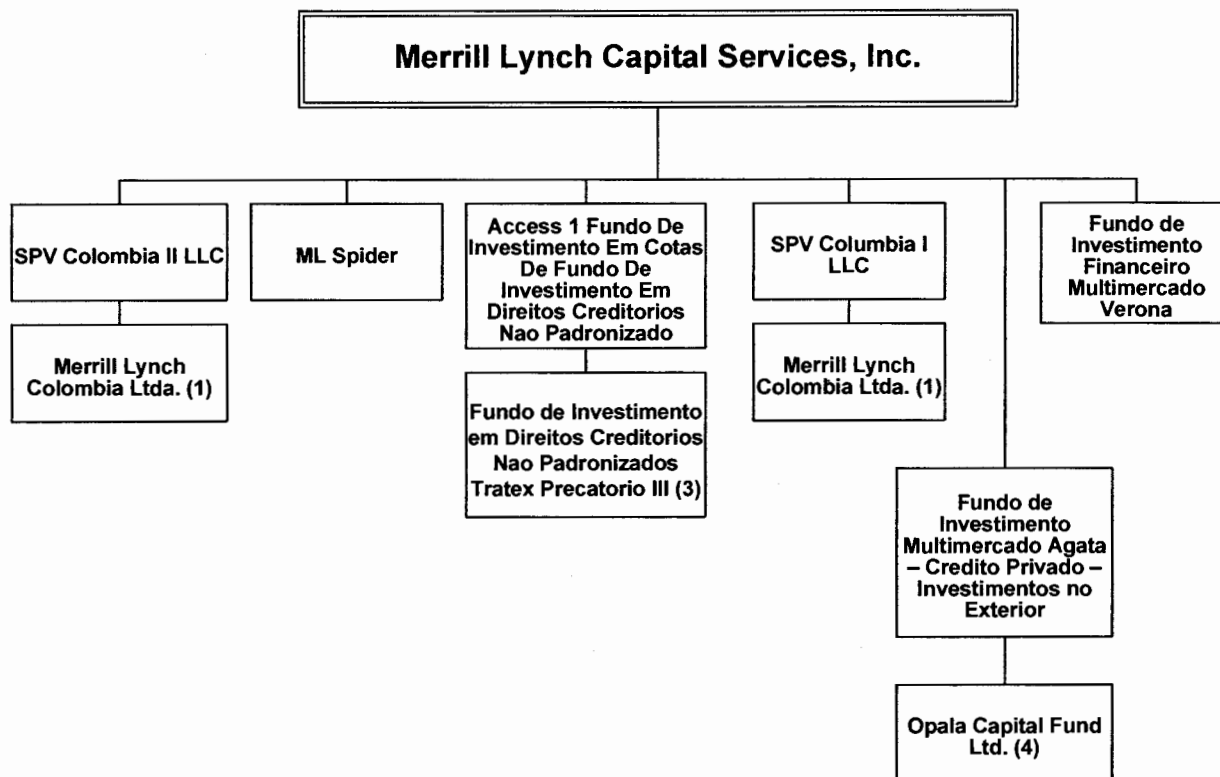 Merrill Lynch Capital Services, Inc.
SPV Colombia II LLC
Merrill Lynch
Colombia Ltda. (1)
ML Spider
Access 1 Fundo De
Investimento Em Cotas
De Fundo De
Investimento Em
Direitos Creditorios
Nao Padronizado
Fundo de Investimento
em Direitos Creditorios
Nao Padronizados
Tratex Precatorio III (3)
SPV Columbia I
LLC
Merrill Lynch
Colombia Ltda. (1)
Fundo de
Investimento
Multimercado Agata
– Credito Privado –
Investimentos no
Exterior
Opala Capital Fund
Ltd. (4)
Fundo de
Investimento
Financeiro
Multimercado
Verona